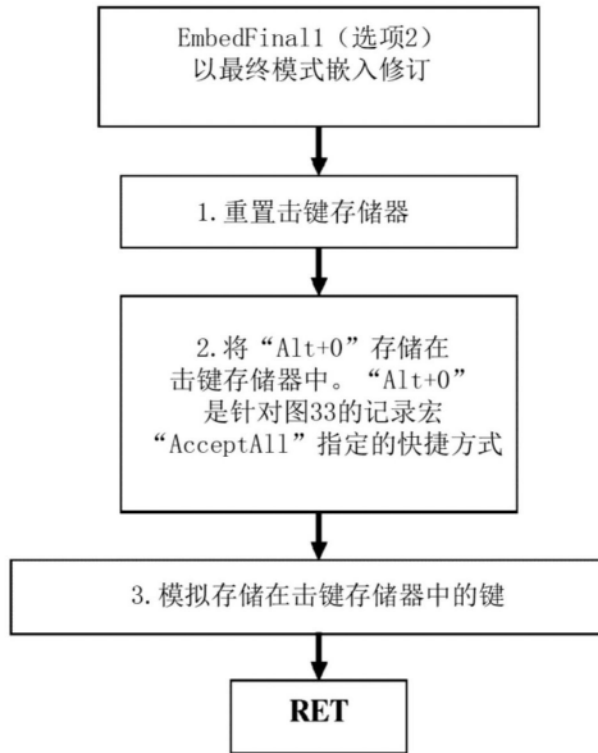 EmbedFinal1（选项2）
以最终模式嵌入修订
1.重置击键存储器
2.将“Alt+0”存储在
击键存储器中。“Alt+0”
是针对图33的记录宏
“AcceptAll”指定的快捷方式
3.模拟存储在击键存储器中的键
RET